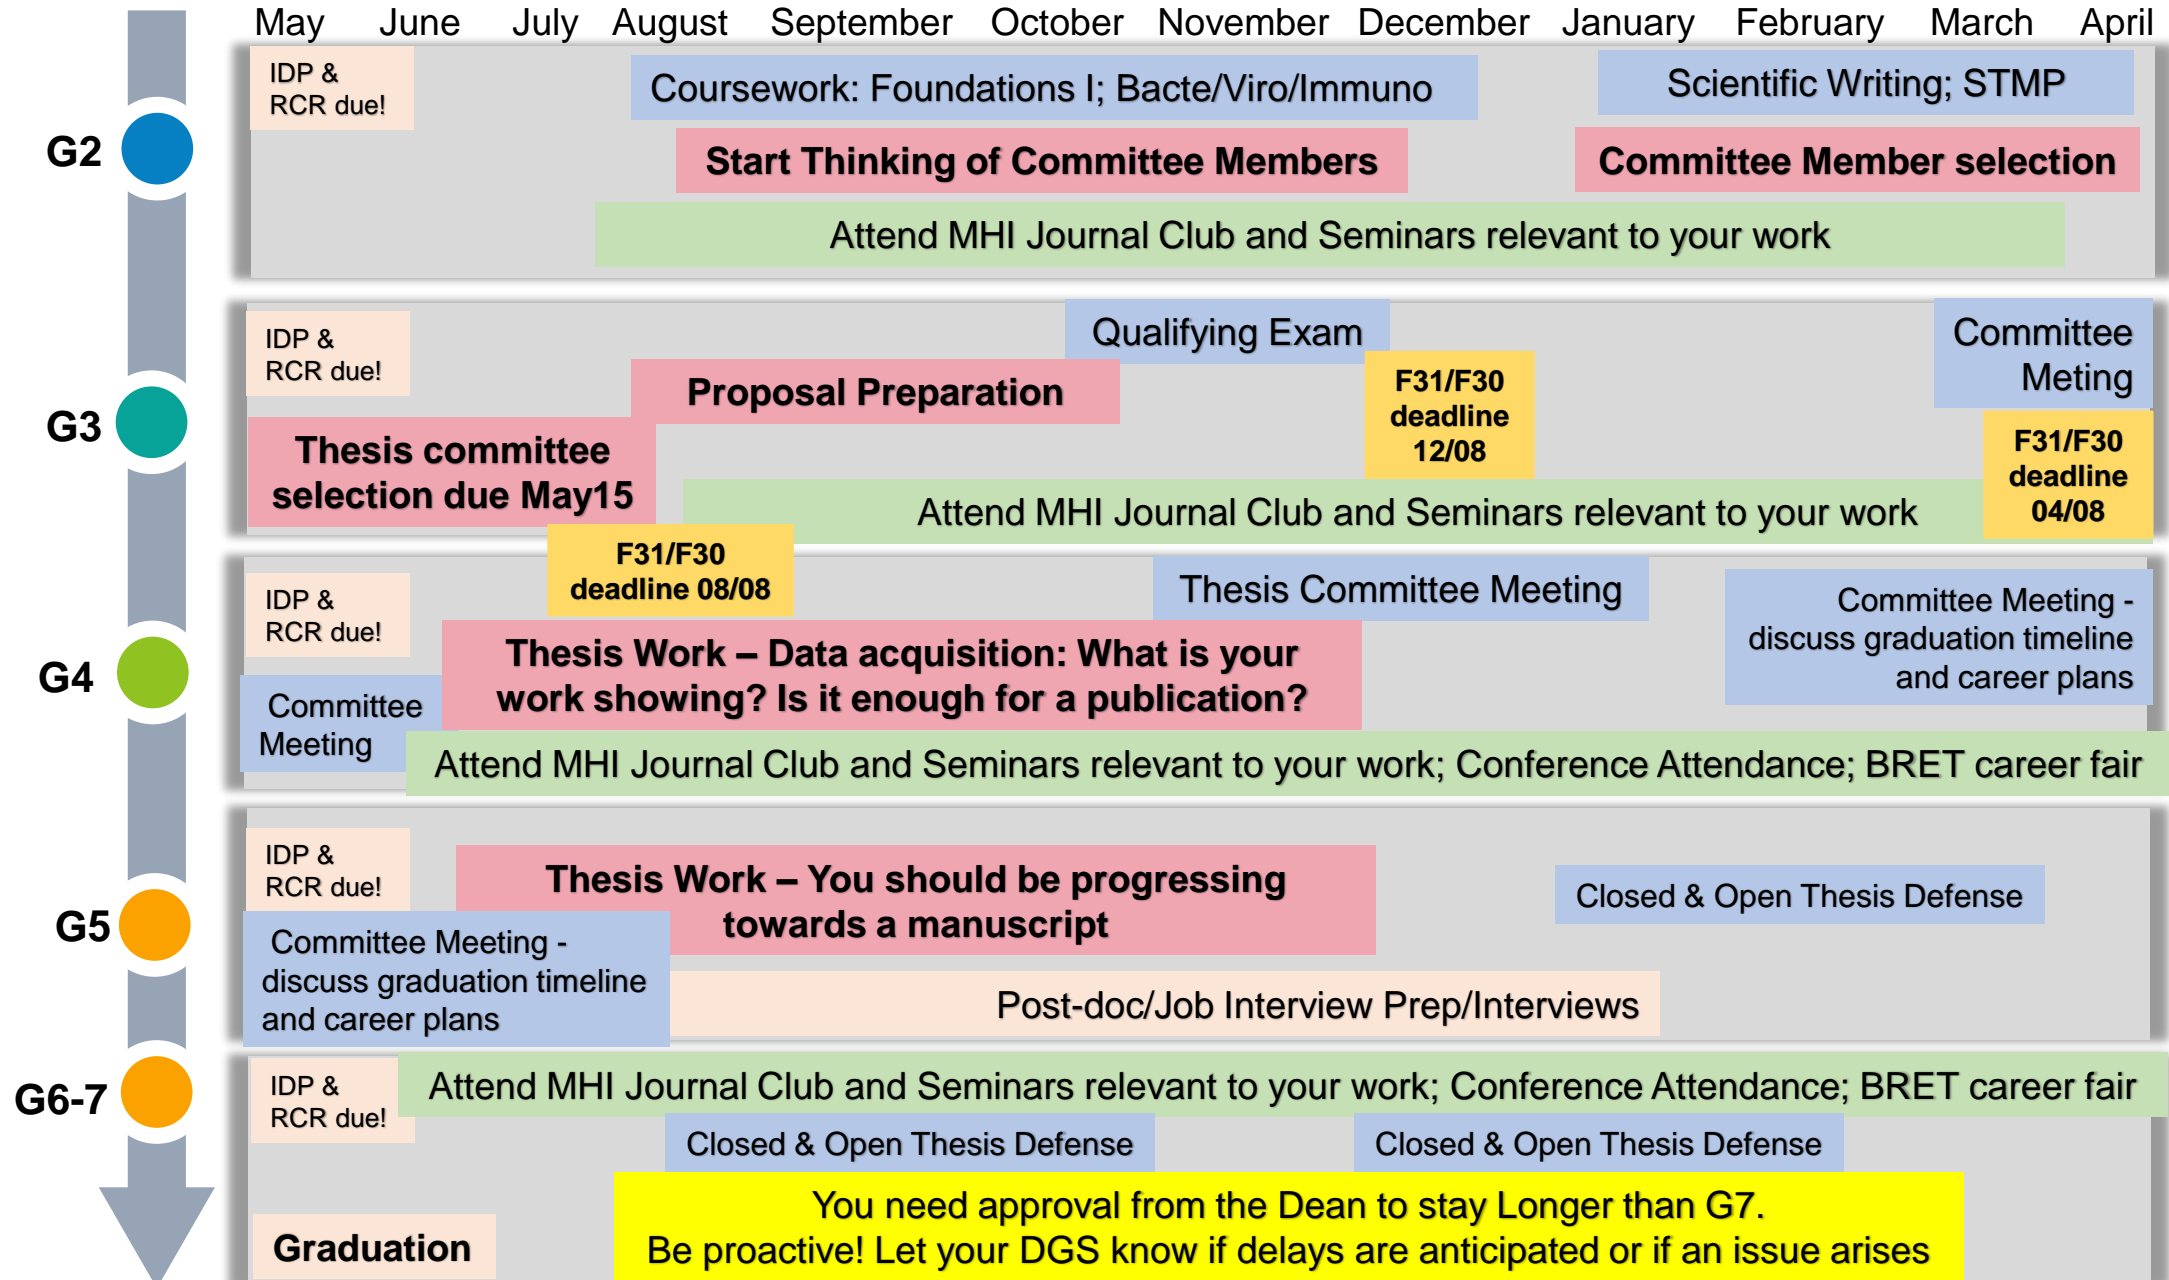 May June July August September October November December January February March April
G2
IDP &
RCR due!
Coursework: Foundations I; Bacte/Viro/Immuno
Scientific Writing; STMP
Start Thinking of Committee Members
Committee Member selection
Attend MHI Journal Club and Seminars relevant to your work
G3
IDP &
RCR due!
Qualifying Exam
Committee
Meting
Proposal Preparation
F31/F30
deadline
12/08
Thesis committee
selection due May15
F31/F30
deadline
04/08
Attend MHI Journal Club and Seminars relevant to your work
F31/F30
deadline 08/08
G4
IDP &
RCR due!
Thesis Committee Meeting
Committee Meeting -
discuss graduation timeline
and career plans
Thesis Work – Data acquisition: What is your
work showing? Is it enough for a publication?
Committee
Meeting
Attend MHI Journal Club and Seminars relevant to your work; Conference Attendance; BRET career fair
G5
IDP &
RCR due!
Thesis Work – You should be progressing
towards a manuscript
Closed & Open Thesis Defense
Committee Meeting -
discuss graduation timeline
and career plans
Post-doc/Job Interview Prep/Interviews
G6-7
IDP &
RCR due!
Attend MHI Journal Club and Seminars relevant to your work; Conference Attendance; BRET career fair
Closed & Open Thesis Defense
Closed & Open Thesis Defense
You need approval from the Dean to stay Longer than G7.
Be proactive! Let your DGS know if delays are anticipated or if an issue arises
Graduation